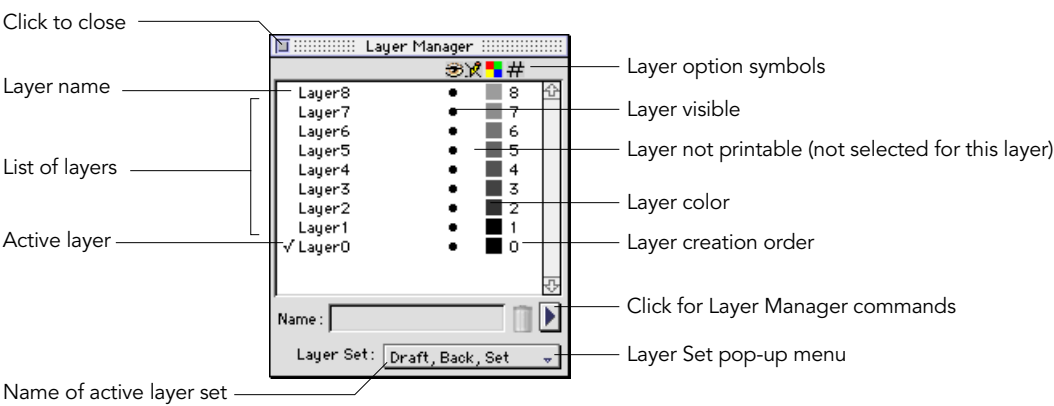 Click to close
Layer Manager
#
Layer option symbols
Layer name
Layer8 8
Layer visible
Layer7 7
Layer6 6
Layer5 5
Layer not printable (not selected for this layer)
List of layers
Layer4 4
Layer3 3
Layer color
Layer2 2
Layer1 1
Active layer
√ Layer0 0
Layer creation order
Click for Layer Manager commands
Name:
Layer Set: Draft, Back, Set
Layer Set pop-up menu
Name of active layer set